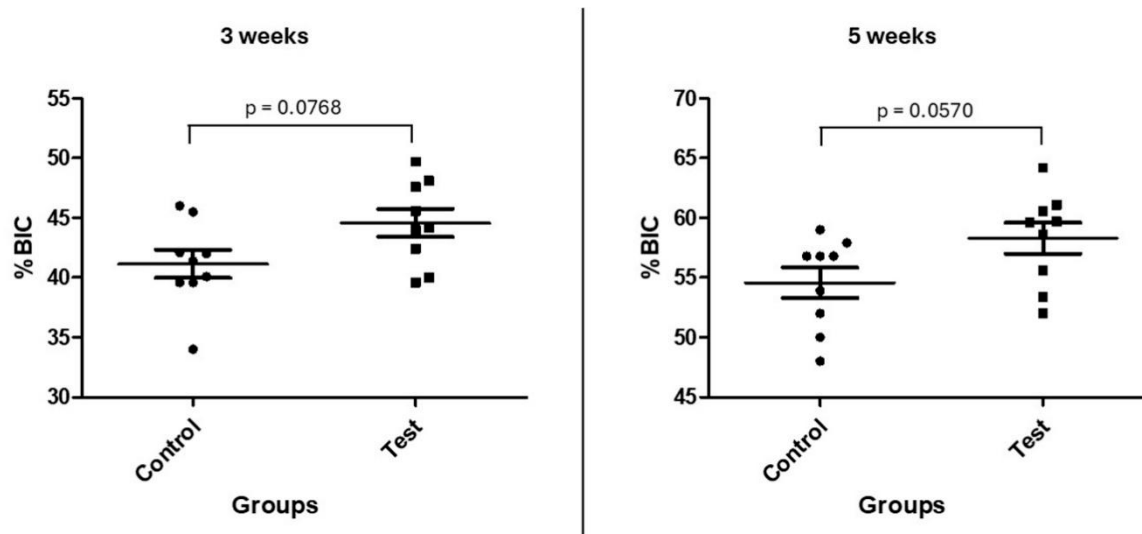 3 weeks
p = 0.0768
% BIC
55
50
45
40
35
30
Control
Test
Groups
5 weeks
p = 0.0570
% BIC
70
65
60
55
50
45
Control
Test
Groups